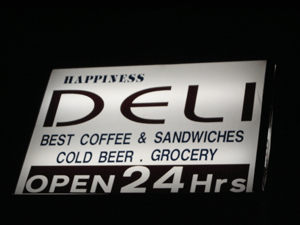 HAPPINESS
DELI
BEST COFFEE & SANDWICHES
COLD BEER . GROCERY
OPEN 24 Hrs